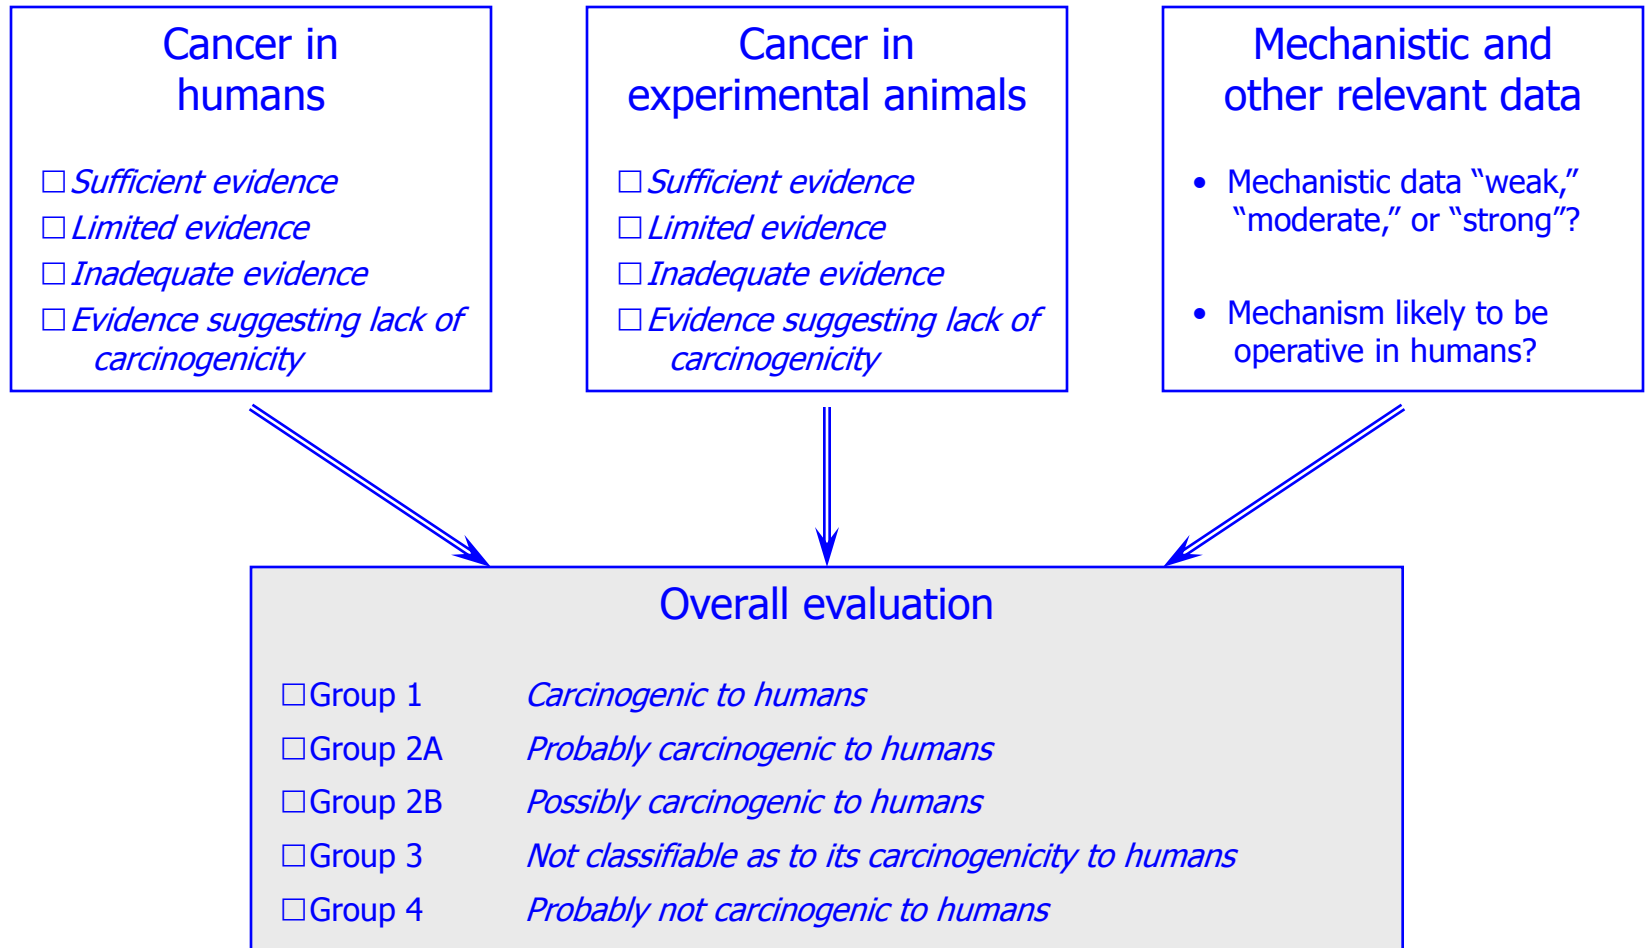 Cancer in
humans
☐ Sufficient evidence
☐ Limited evidence
☐ Inadequate evidence
☐ Evidence suggesting lack of
carcinogenicity
Cancer in
experimental animals
☐ Sufficient evidence
☐ Limited evidence
☐ Inadequate evidence
☐ Evidence suggesting lack of
carcinogenicity
Mechanistic and
other relevant data
• Mechanistic data “weak,”
“moderate,” or “strong”?
• Mechanism likely to be
operative in humans?
Overall evaluation
☐ Group 1 Carcinogenic to humans
☐ Group 2A Probably carcinogenic to humans
☐ Group 2B Possibly carcinogenic to humans
☐ Group 3 Not classifiable as to its carcinogenicity to humans
☐ Group 4 Probably not carcinogenic to humans